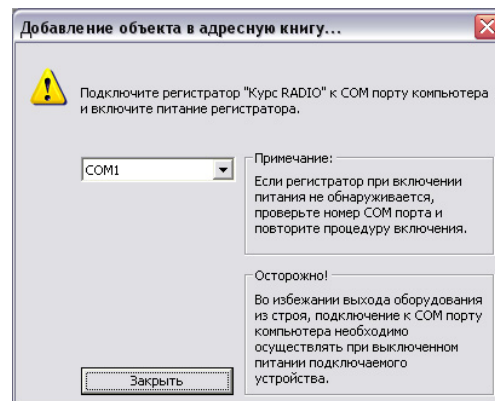 Добавление объекта в адресную книгу...
Подключите регистратор "Курс RADIO" к COM порту компьютера
и включите питание регистратора.
COM1
Примечание:
Если регистратор при включении
питания не обнаруживается,
проверьте номер COM порта и
повторите процедуру включения.
Осторожно!
Во избежании выхода оборудования
из строя, подключение к COM порту
компьютера необходимо
осуществлять при выключенном
питании подключаемого
устройства.
Закрыть